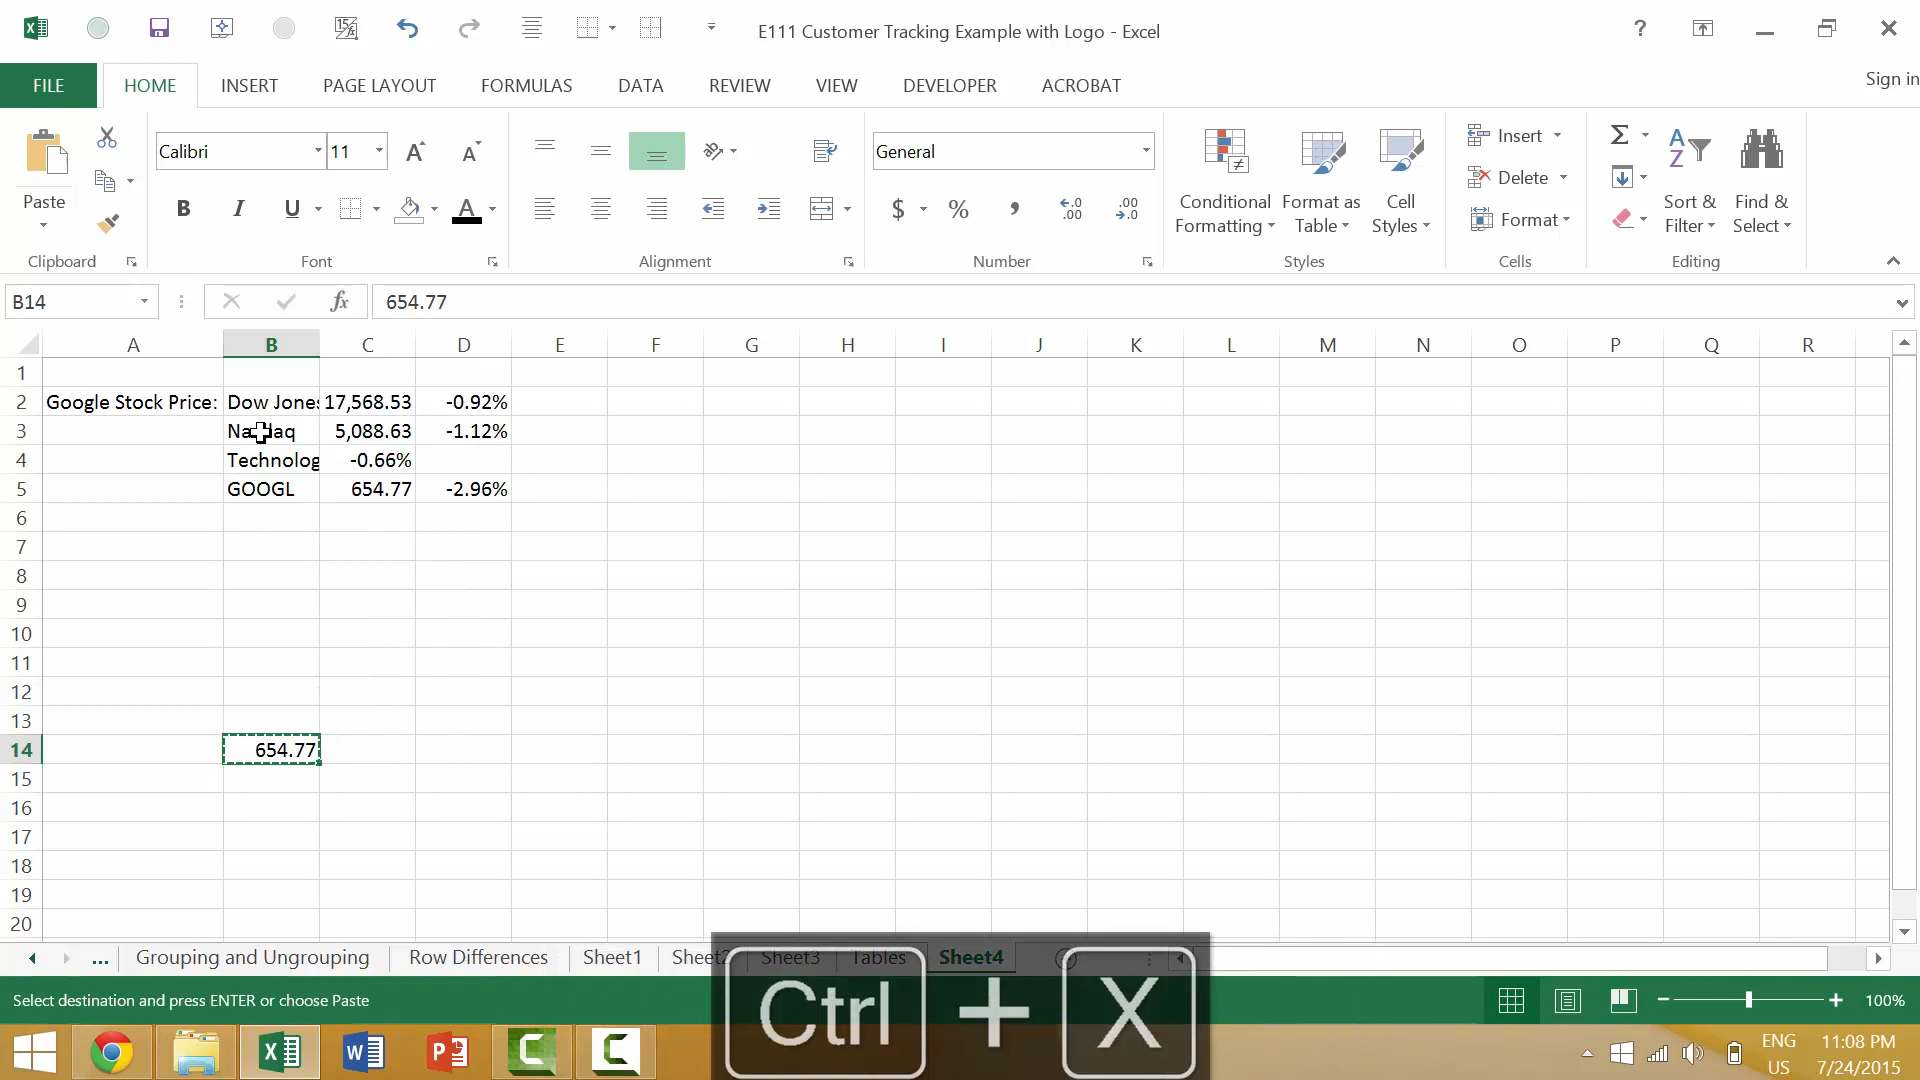 E111 Customer Tracking Example with Logo - Excel
?
Sign in
FILE HOME INSERT PAGE LAYOUT FORMULAS DATA REVIEW VIEW DEVELOPER ACROBAT
Paste
Clipboard
Calibri 11
B I U A
Font
Alignment
General
$ % ,
Number
Conditional Formatting
Format as Table
Cell Styles
Styles
Insert
Delete
Format
Cells
Sort & Filter
Find & Select
Editing
B14 fx 654.77
A B C D E F G H I J K L M N O P Q R
1
2 Google Stock Price: Dow Jones 17,568.53 -0.92%
3 Nasdaq 5,088.63 -1.12%
4 Technolog -0.66%
5 GOOGL 654.77 -2.96%
6
7
8
9
10
11
12
13
14 654.77
15
16
17
18
19
20
... Grouping and Ungrouping Row Differences Sheet1 Sheet2 Sheet3 Tables Sheet4
Ctrl + X
Select destination and press ENTER or choose Paste
100%
ENG 11:08 PM
US 7/24/2015